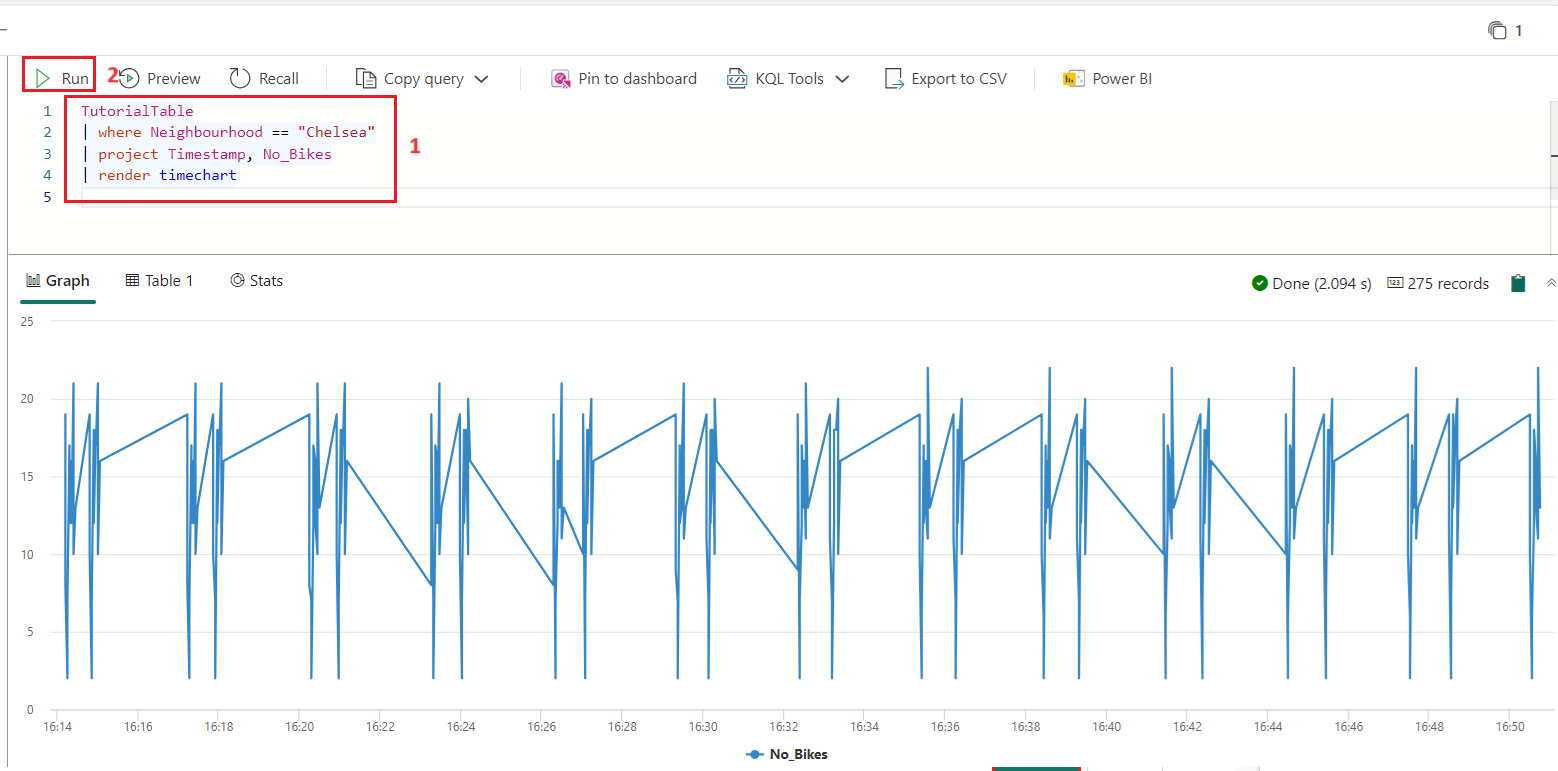 1
Run 2 Preview Recall Copy query Pin to dashboard KQL Tools Export to CSV Power BI
1 TutorialTable
2 | where Neighbourhood == "Chelsea"
1
3 | project Timestamp, No_Bikes
4 | render timechart
5
Graph Table 1 Stats Done (2.094 s) 123 275 records
25
20
15
10
5
0
16:14 16:16 16:18 16:20 16:22 16:24 16:26 16:28 16:30 16:32 16:34 16:36 16:38 16:40 16:42 16:44 16:46 16:48 16:50
No_Bikes